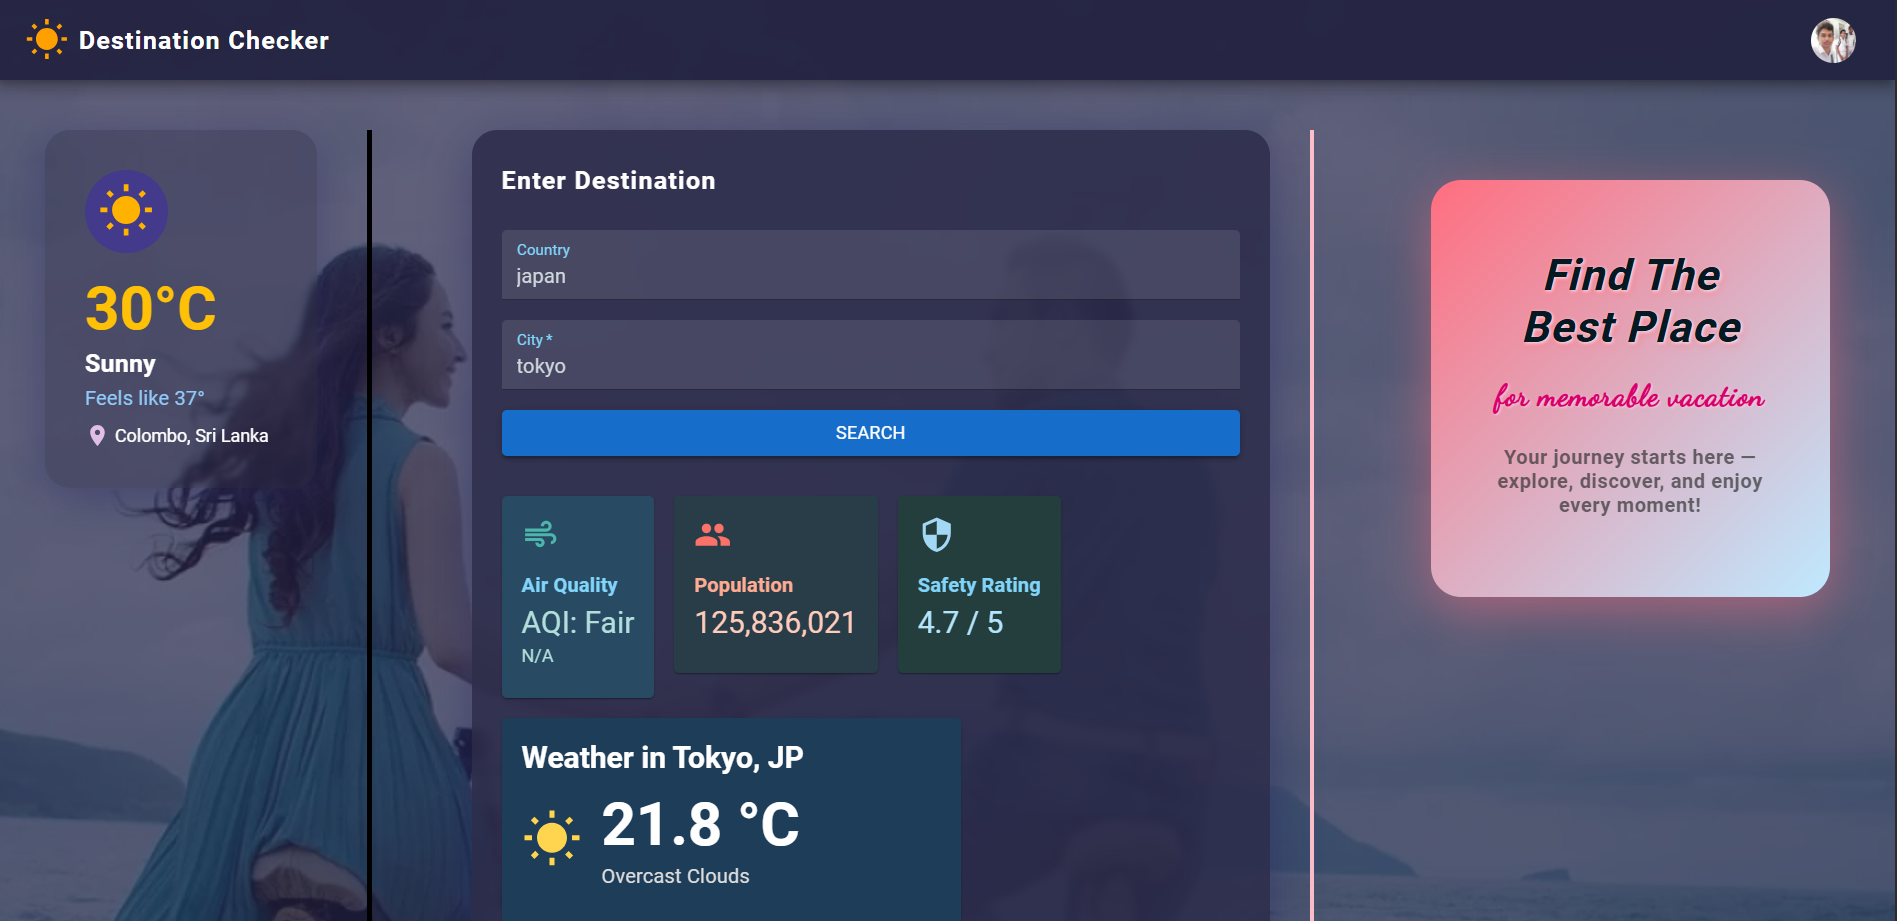 Destination Checker
30°C
Sunny
Feels like 37°
Colombo, Sri Lanka
Enter Destination
Country
japan
City *
tokyo
SEARCH
Air Quality
AQI: Fair
N/A
Population
125,836,021
Safety Rating
4.7 / 5
Weather in Tokyo, JP
21.8 °C
Overcast Clouds
Find The
Best Place
for memorable vacation
Your journey starts here —
explore, discover, and enjoy
every moment!